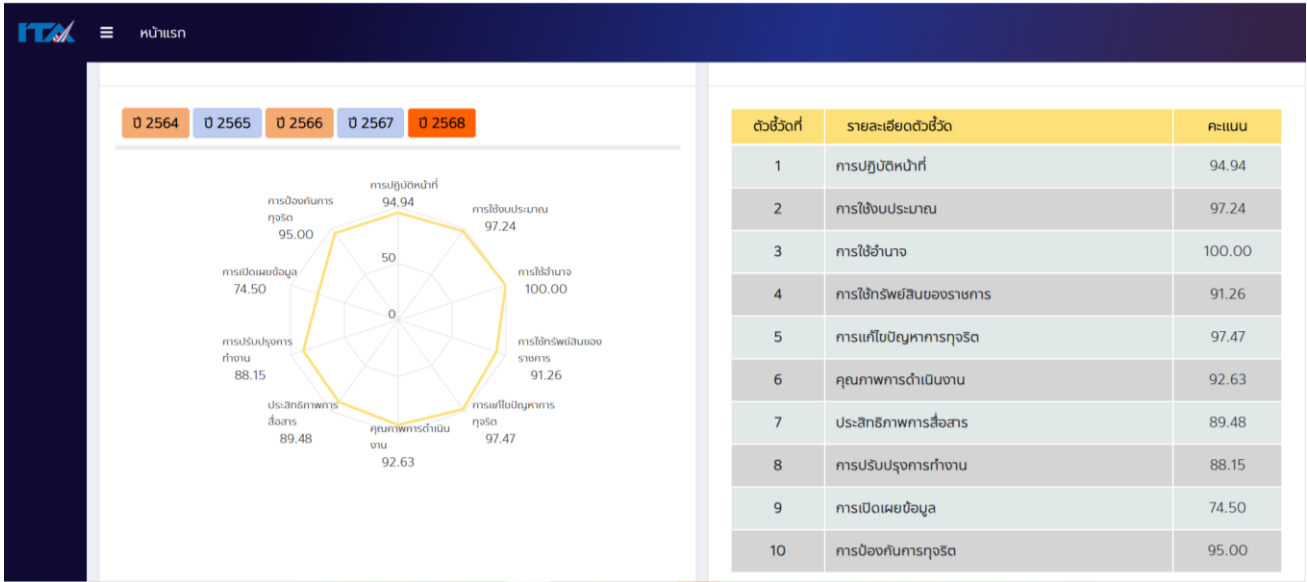 ITA ☰ หน้าแรก
ปี 2564 ปี 2565 ปี 2566 ปี 2567 ปี 2568
การปฏิบัติหน้าที่
94.94
การใช้งบประมาณ
97.24
การใช้อำนาจ
100.00
การใช้ทรัพย์สินของ
ราชการ
91.26
การแก้ไขปัญหาการ
ทุจริต
97.47
คุณภาพการดำเนิน
งาน
92.63
ประสิทธิภาพการ
สื่อสาร
89.48
การปรับปรุงการ
ทำงาน
88.15
การเปิดเผยข้อมูล
74.50
การป้องกันการ
ทุจริต
95.00
50
0
ตัวชี้วัดที่ รายละเอียดตัวชี้วัด คะแนน
1 การปฏิบัติหน้าที่ 94.94
2 การใช้งบประมาณ 97.24
3 การใช้อำนาจ 100.00
4 การใช้ทรัพย์สินของราชการ 91.26
5 การแก้ไขปัญหาการทุจริต 97.47
6 คุณภาพการดำเนินงาน 92.63
7 ประสิทธิภาพการสื่อสาร 89.48
8 การปรับปรุงการทำงาน 88.15
9 การเปิดเผยข้อมูล 74.50
10 การป้องกันการทุจริต 95.00